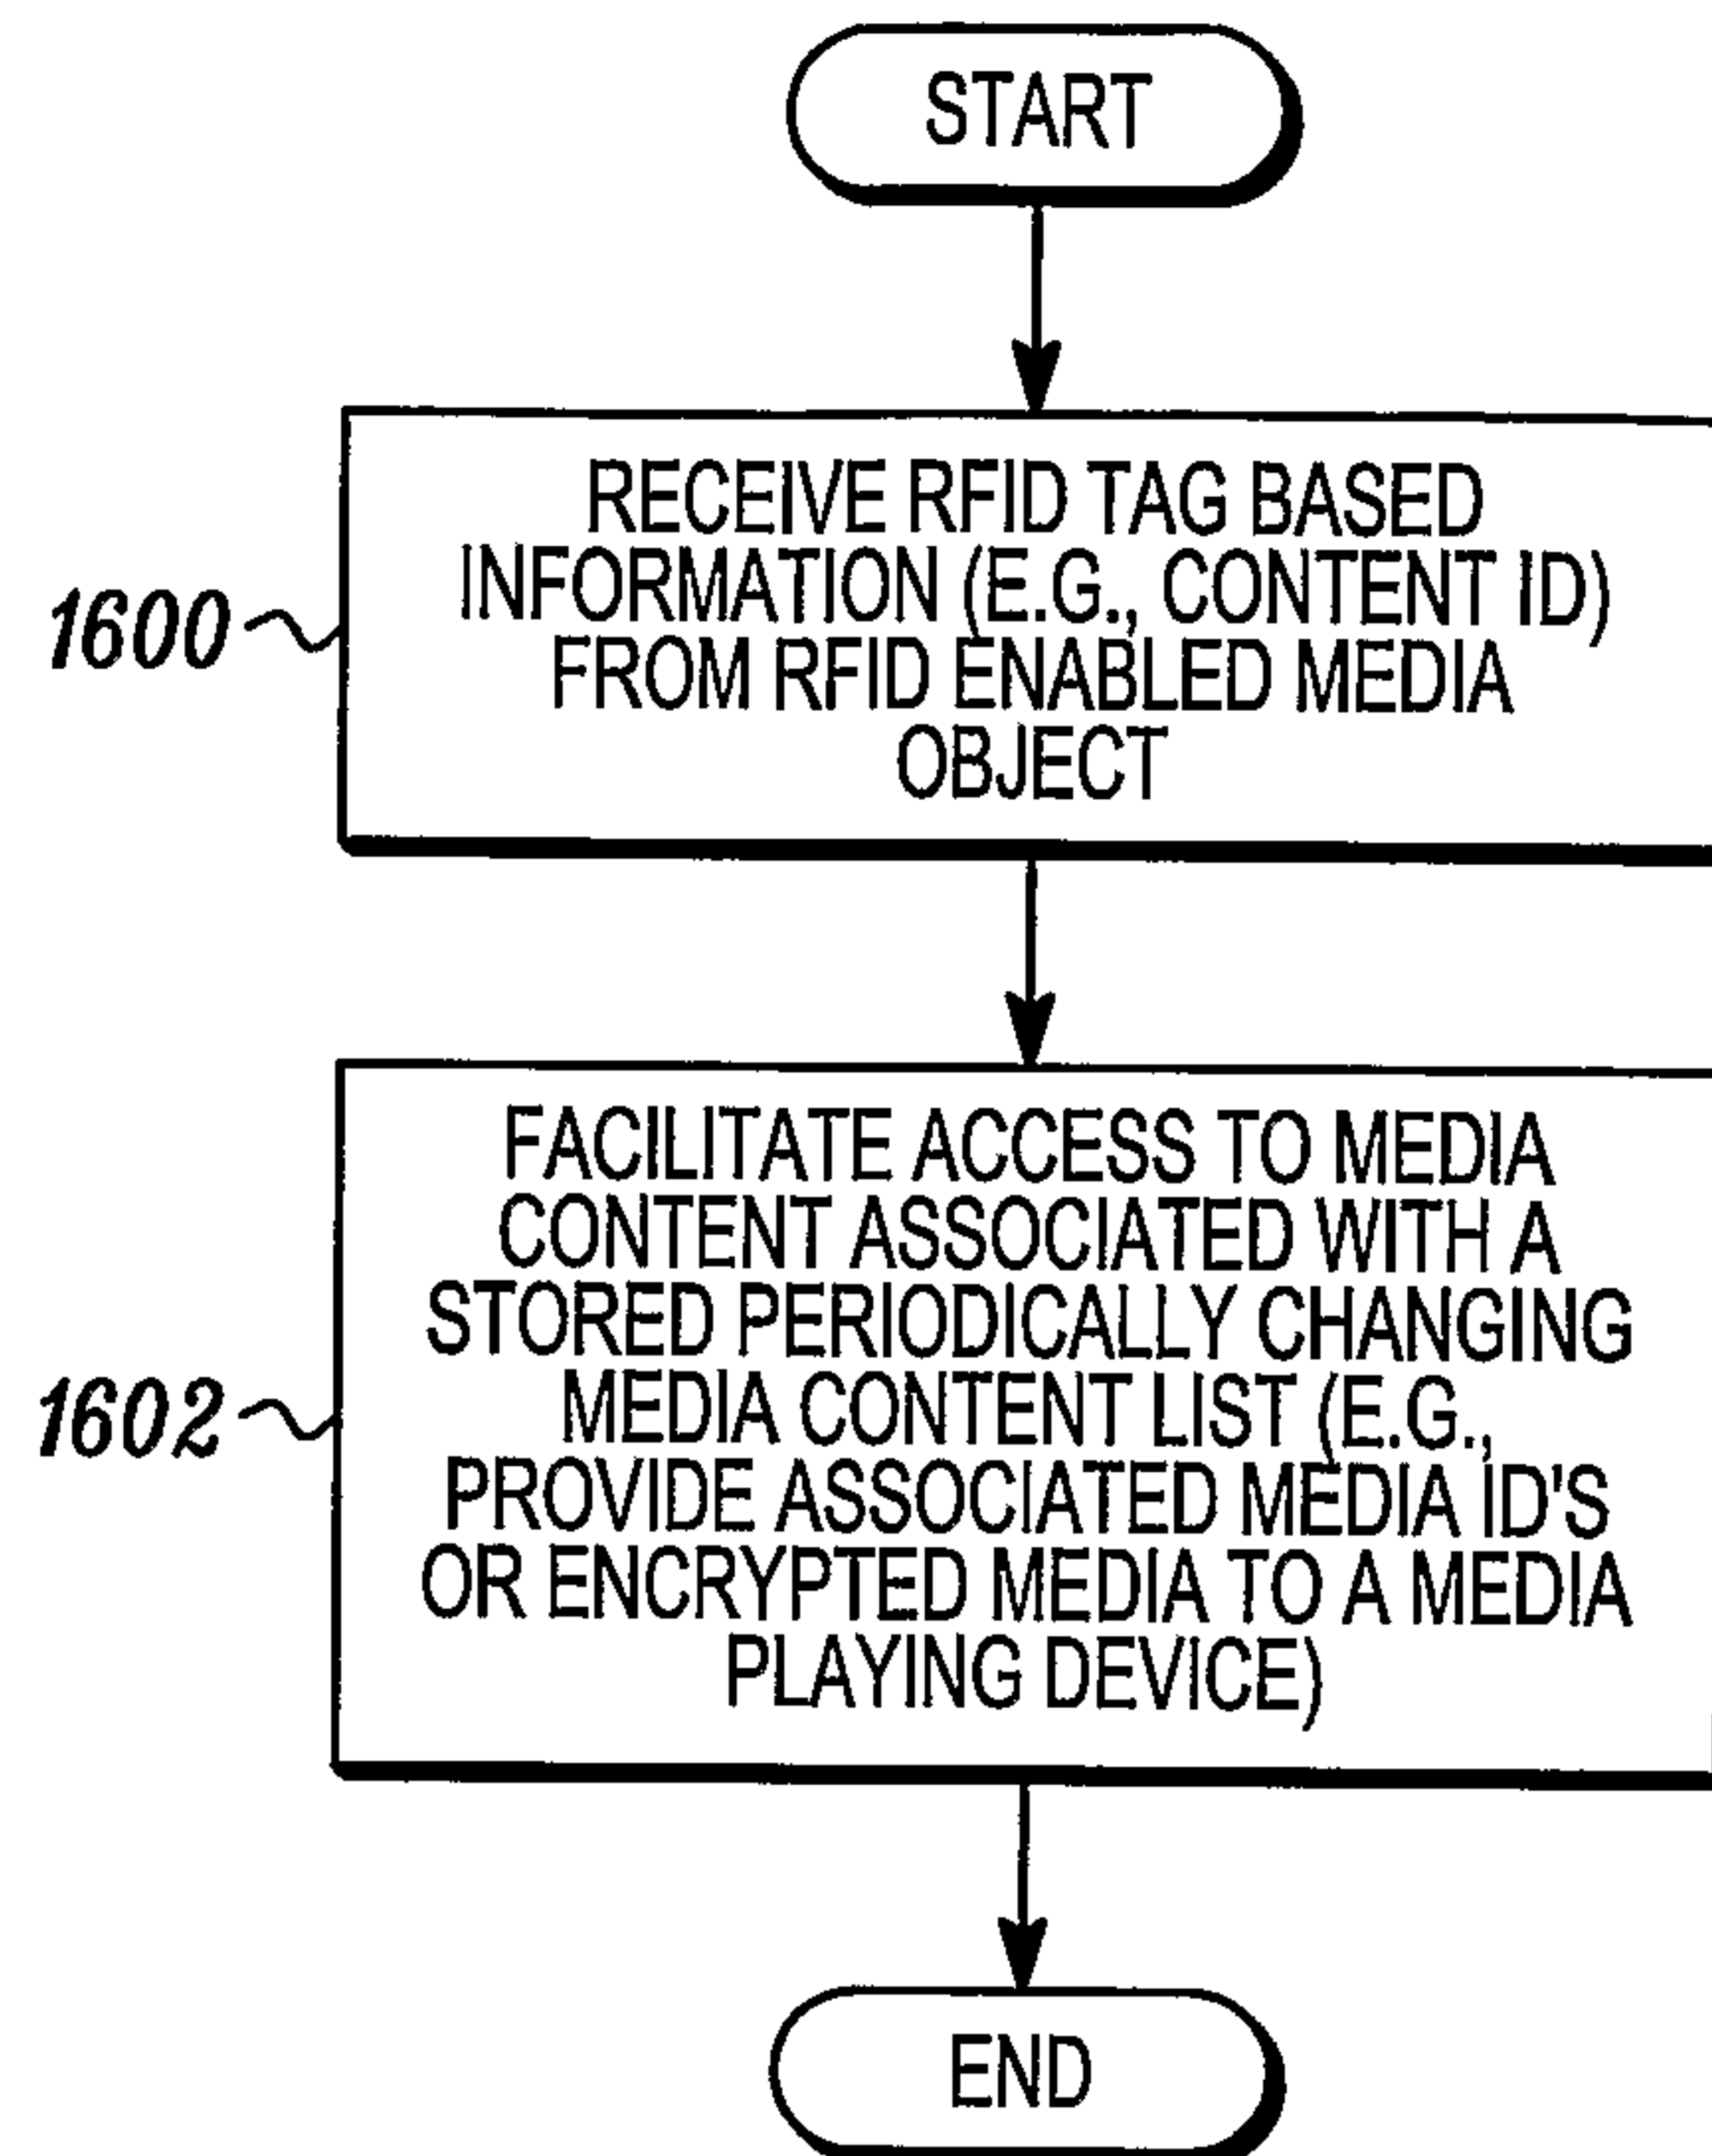 START
RECEIVE RFID TAG BASED
INFORMATION (E.G., CONTENT ID)
FROM RFID ENABLED MEDIA
OBJECT
1600
FACILITATE ACCESS TO MEDIA
CONTENT ASSOCIATED WITH A
STORED PERIODICALLY CHANGING
MEDIA CONTENT LIST (E.G.,
PROVIDE ASSOCIATED MEDIA ID'S
OR ENCRYPTED MEDIA TO A MEDIA
PLAYING DEVICE)
1602
END